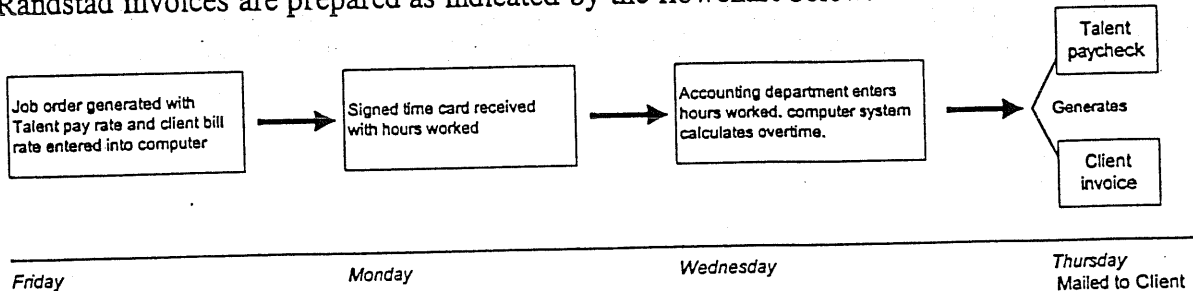 Randstad invoices are prepared as indicated by the flowchart below.
Talent
paycheck
Job order generated with
Talent pay rate and client bill
rate entered into computer
Signed time card received
with hours worked
Accounting department enters
hours worked. computer system
calculates overtime.
Generates
Client
invoice
Friday
Monday
Wednesday
Thursday
Mailed to Client